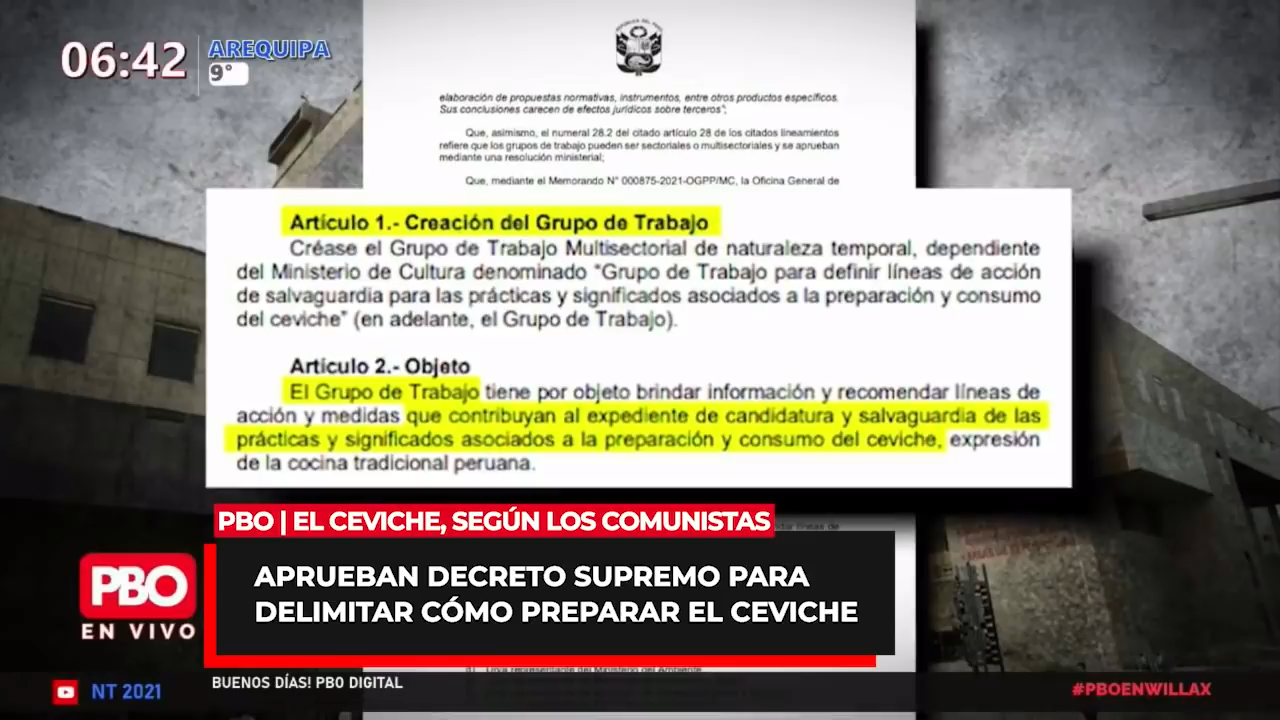 06:42
AREQUIPA
9°
REPÚBLICA DEL PERÚ
elaboración de propuestas normativas, instrumentos, entre otros productos específicos.
Sus conclusiones carecen de efectos jurídicos sobre terceros";
Que, asimismo, el numeral 28.2 del citado artículo 28 de los citados lineamientos
refiere que los grupos de trabajo pueden ser sectoriales o multisectoriales y se aprueban
mediante una resolución ministerial;
Que, mediante el Memorando N° 000875-2021-OGPP/MC, la Oficina General de
Artículo 1.- Creación del Grupo de Trabajo
Créase el Grupo de Trabajo Multisectorial de naturaleza temporal, dependiente
del Ministerio de Cultura denominado "Grupo de Trabajo para definir líneas de acción
de salvaguardia para las prácticas y significados asociados a la preparación y consumo
del ceviche" (en adelante, el Grupo de Trabajo).
Artículo 2.- Objeto
El Grupo de Trabajo tiene por objeto brindar información y recomendar líneas de
acción y medidas que contribuyan al expediente de candidatura y salvaguardia de las
prácticas y significados asociados a la preparación y consumo del ceviche, expresión
de la cocina tradicional peruana.
PBO | EL CEVICHE, SEGÚN LOS COMUNISTAS
APRUEBAN DECRETO SUPREMO PARA
DELIMITAR CÓMO PREPARAR EL CEVICHE
PBO
EN VIVO
NT 2021
BUENOS DÍAS! PBO DIGITAL
#PBOENWILLAX